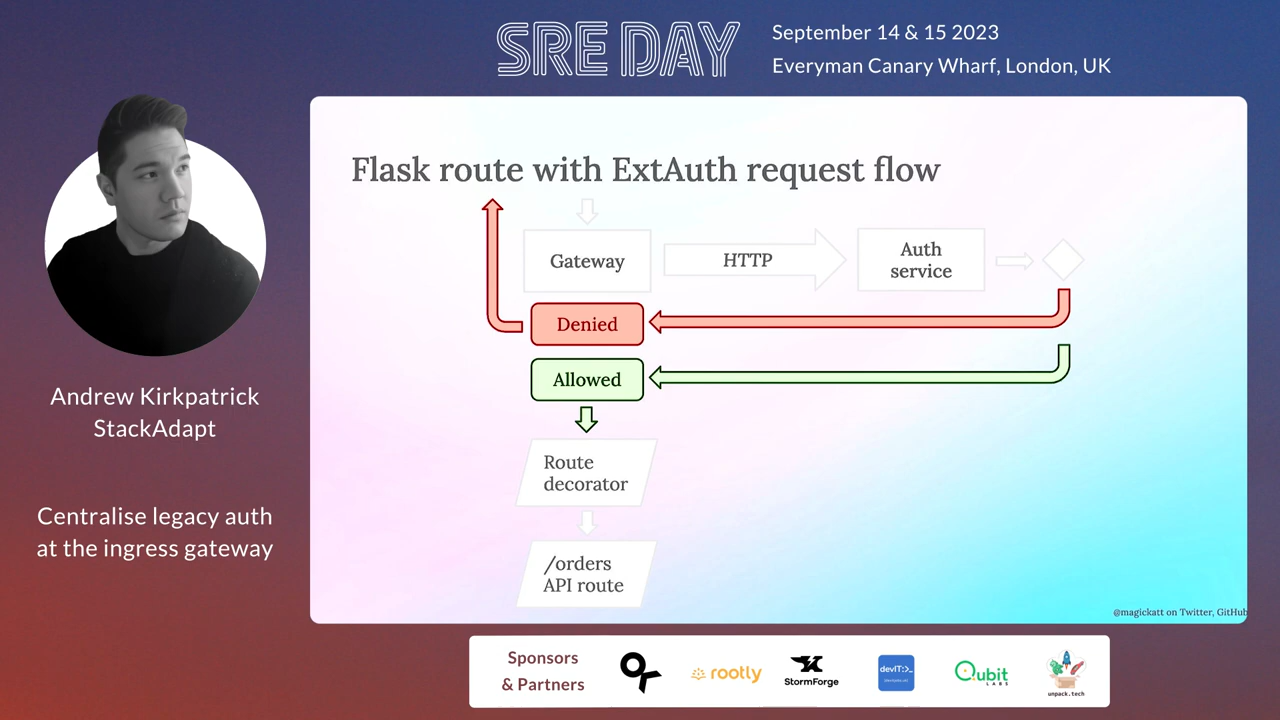 SRE DAY
September 14 & 15 2023
Everyman Canary Wharf, London, UK
Andrew Kirkpatrick
StackAdapt
Centralise legacy auth
at the ingress gateway
Flask route with ExtAuth request flow
Gateway
HTTP
Auth
service
Denied
Allowed
Route
decorator
/orders
API route
@magickatt on Twitter, GitHub
Sponsors
& Partners
rootly
StormForge
devIT:>_
Qubit
LABS
unpack.tech